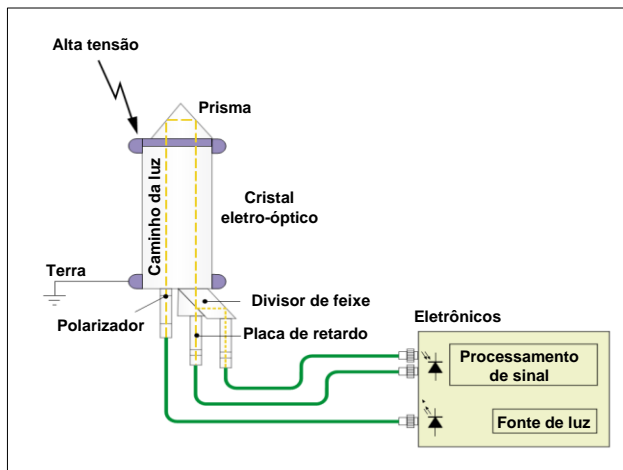 Alta tensão
Prisma
Caminho da luz
Cristal
eletro-óptico
Terra
Divisor de feixe
Polarizador
Placa de retardo
Eletrônicos
Processamento
de sinal
Fonte de luz